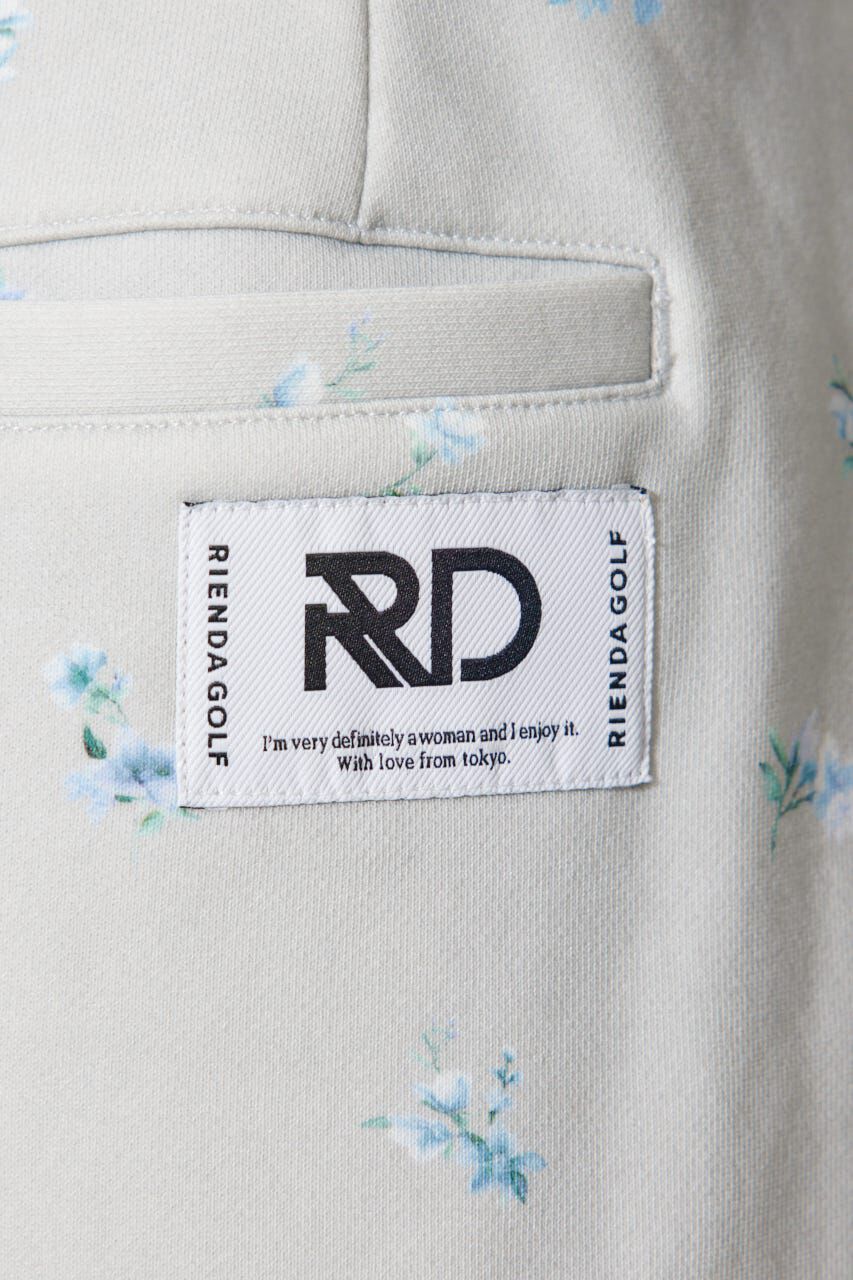 RIENDA GOLF
RD
RIENDA GOLF
I'm very definitely a woman and I enjoy it.
With love from tokyo.